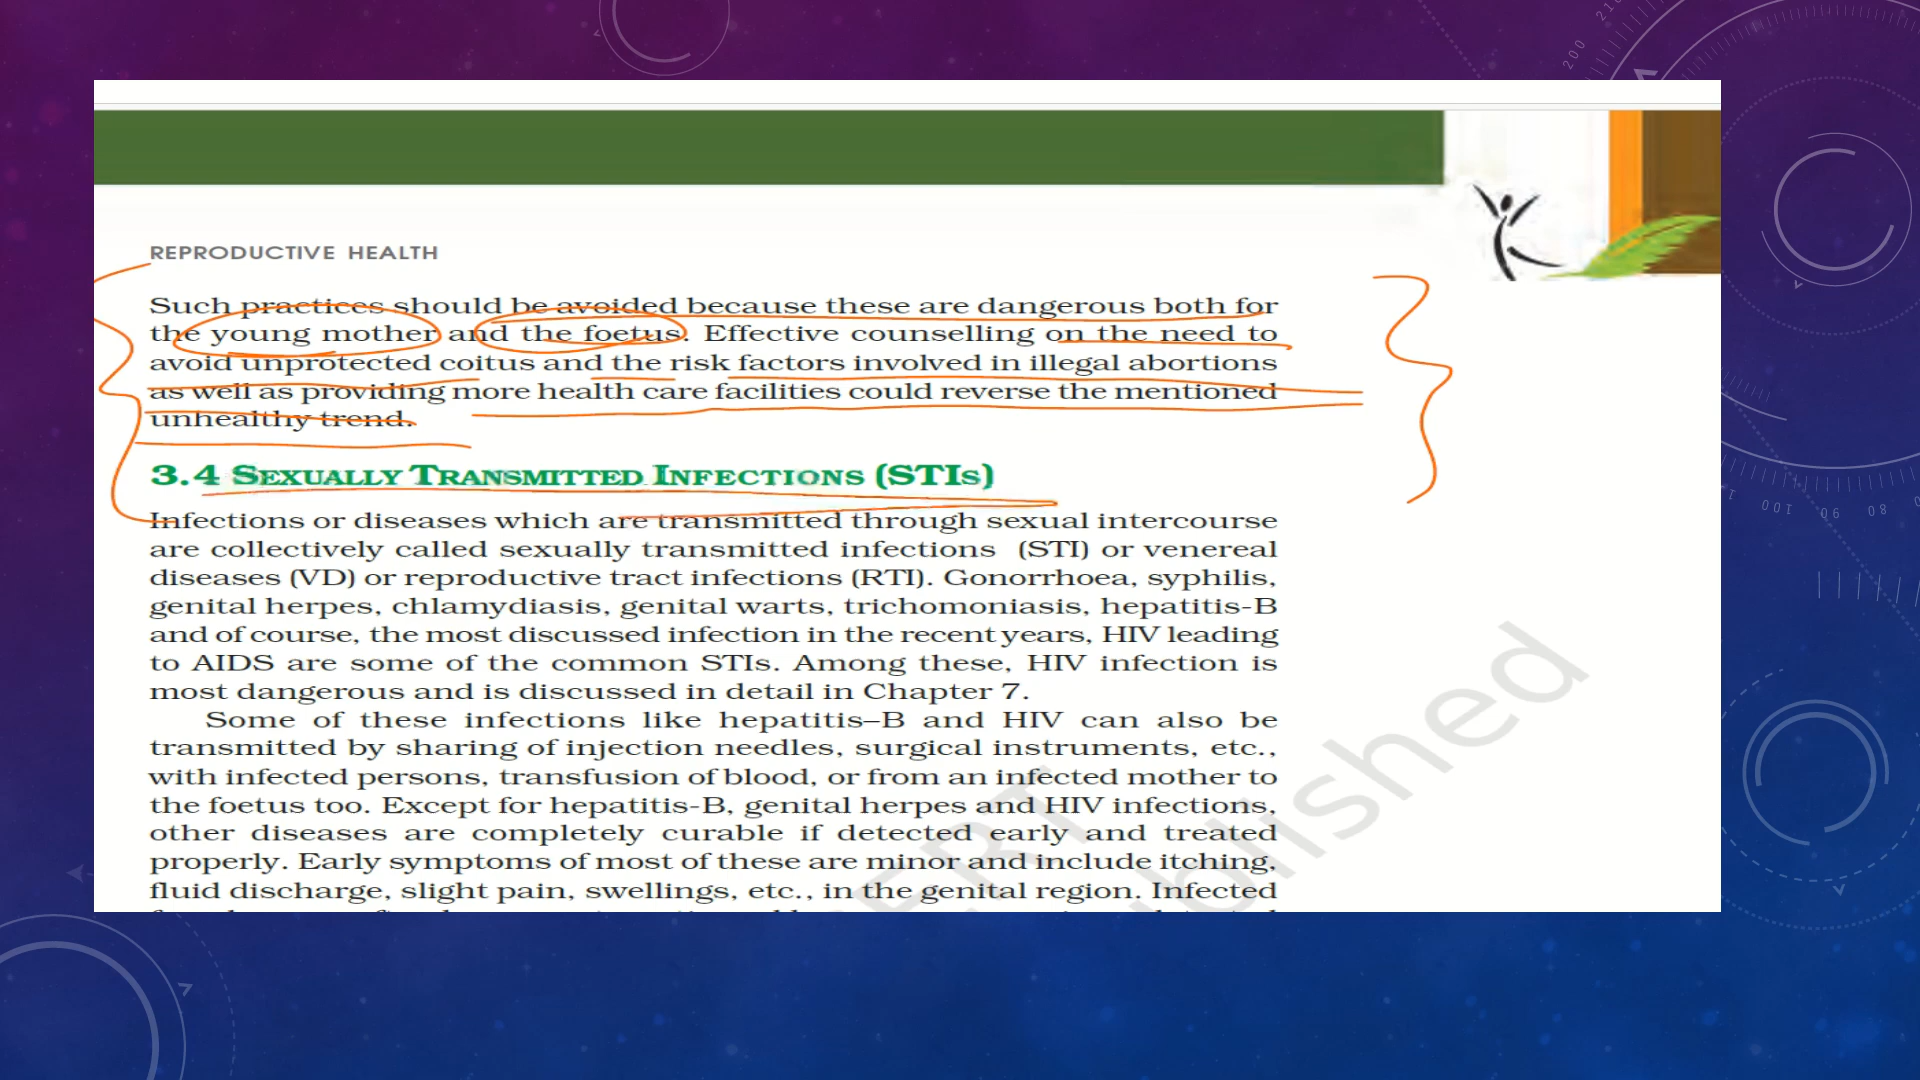 REPRODUCTIVE HEALTH
Such practices should be avoided because these are dangerous both for
the young mother and the foetus. Effective counselling on the need to
avoid unprotected coitus and the risk factors involved in illegal abortions
as well as providing more health care facilities could reverse the mentioned
unhealthy trend.
3.4 SEXUALLY TRANSMITTED INFECTIONS (STIs)
Infections or diseases which are transmitted through sexual intercourse
are collectively called sexually transmitted infections (STI) or venereal
diseases (VD) or reproductive tract infections (RTI). Gonorrhoea, syphilis,
genital herpes, chlamydiasis, genital warts, trichomoniasis, hepatitis-B
and of course, the most discussed infection in the recent years, HIV leading
to AIDS are some of the common STIs. Among these, HIV infection is
most dangerous and is discussed in detail in Chapter 7.
Some of these infections like hepatitis–B and HIV can also be
transmitted by sharing of injection needles, surgical instruments, etc.,
with infected persons, transfusion of blood, or from an infected mother to
the foetus too. Except for hepatitis-B, genital herpes and HIV infections,
other diseases are completely curable if detected early and treated
properly. Early symptoms of most of these are minor and include itching,
fluid discharge, slight pain, swellings, etc., in the genital region. Infected
200
100
90
80